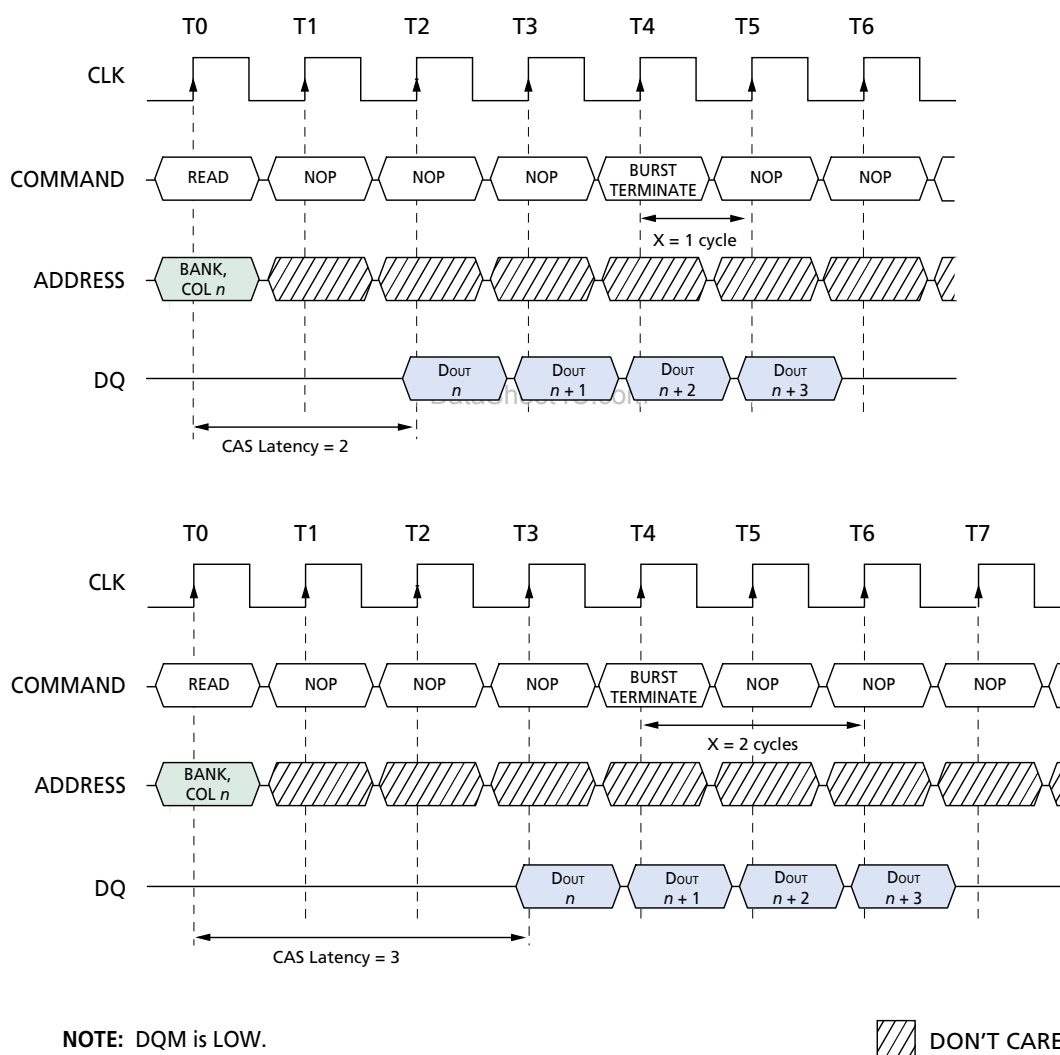 T0 T1 T2 T3 T4 T5 T6
CLK
COMMAND READ NOP NOP NOP BURST TERMINATE NOP NOP
X = 1 cycle
ADDRESS BANK, COL n
DQ DOUT n DOUT n + 1 DOUT n + 2 DOUT n + 3
CAS Latency = 2
T0 T1 T2 T3 T4 T5 T6 T7
CLK
COMMAND READ NOP NOP NOP BURST TERMINATE NOP NOP NOP
X = 2 cycles
ADDRESS BANK, COL n
DQ DOUT n DOUT n + 1 DOUT n + 2 DOUT n + 3
CAS Latency = 3
NOTE: DQM is LOW.
DON'T CARE